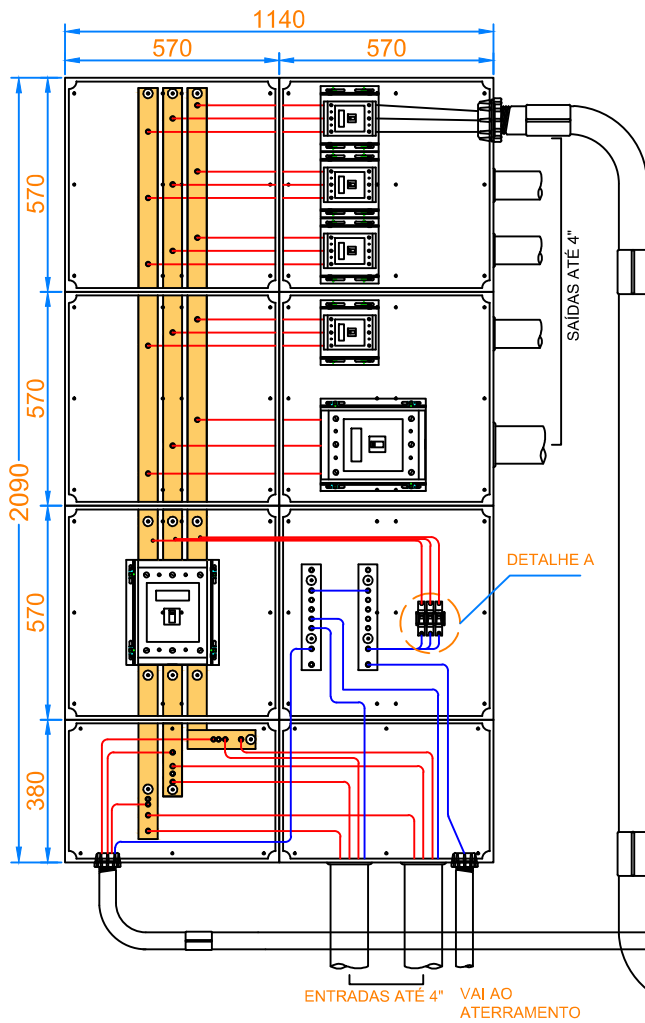 1140
570
570
570
570
2090
570
380
SAÍDAS ATÉ 4"
DETALHE A
ENTRADAS ATÉ 4"
VAI AO
ATERRAMENTO